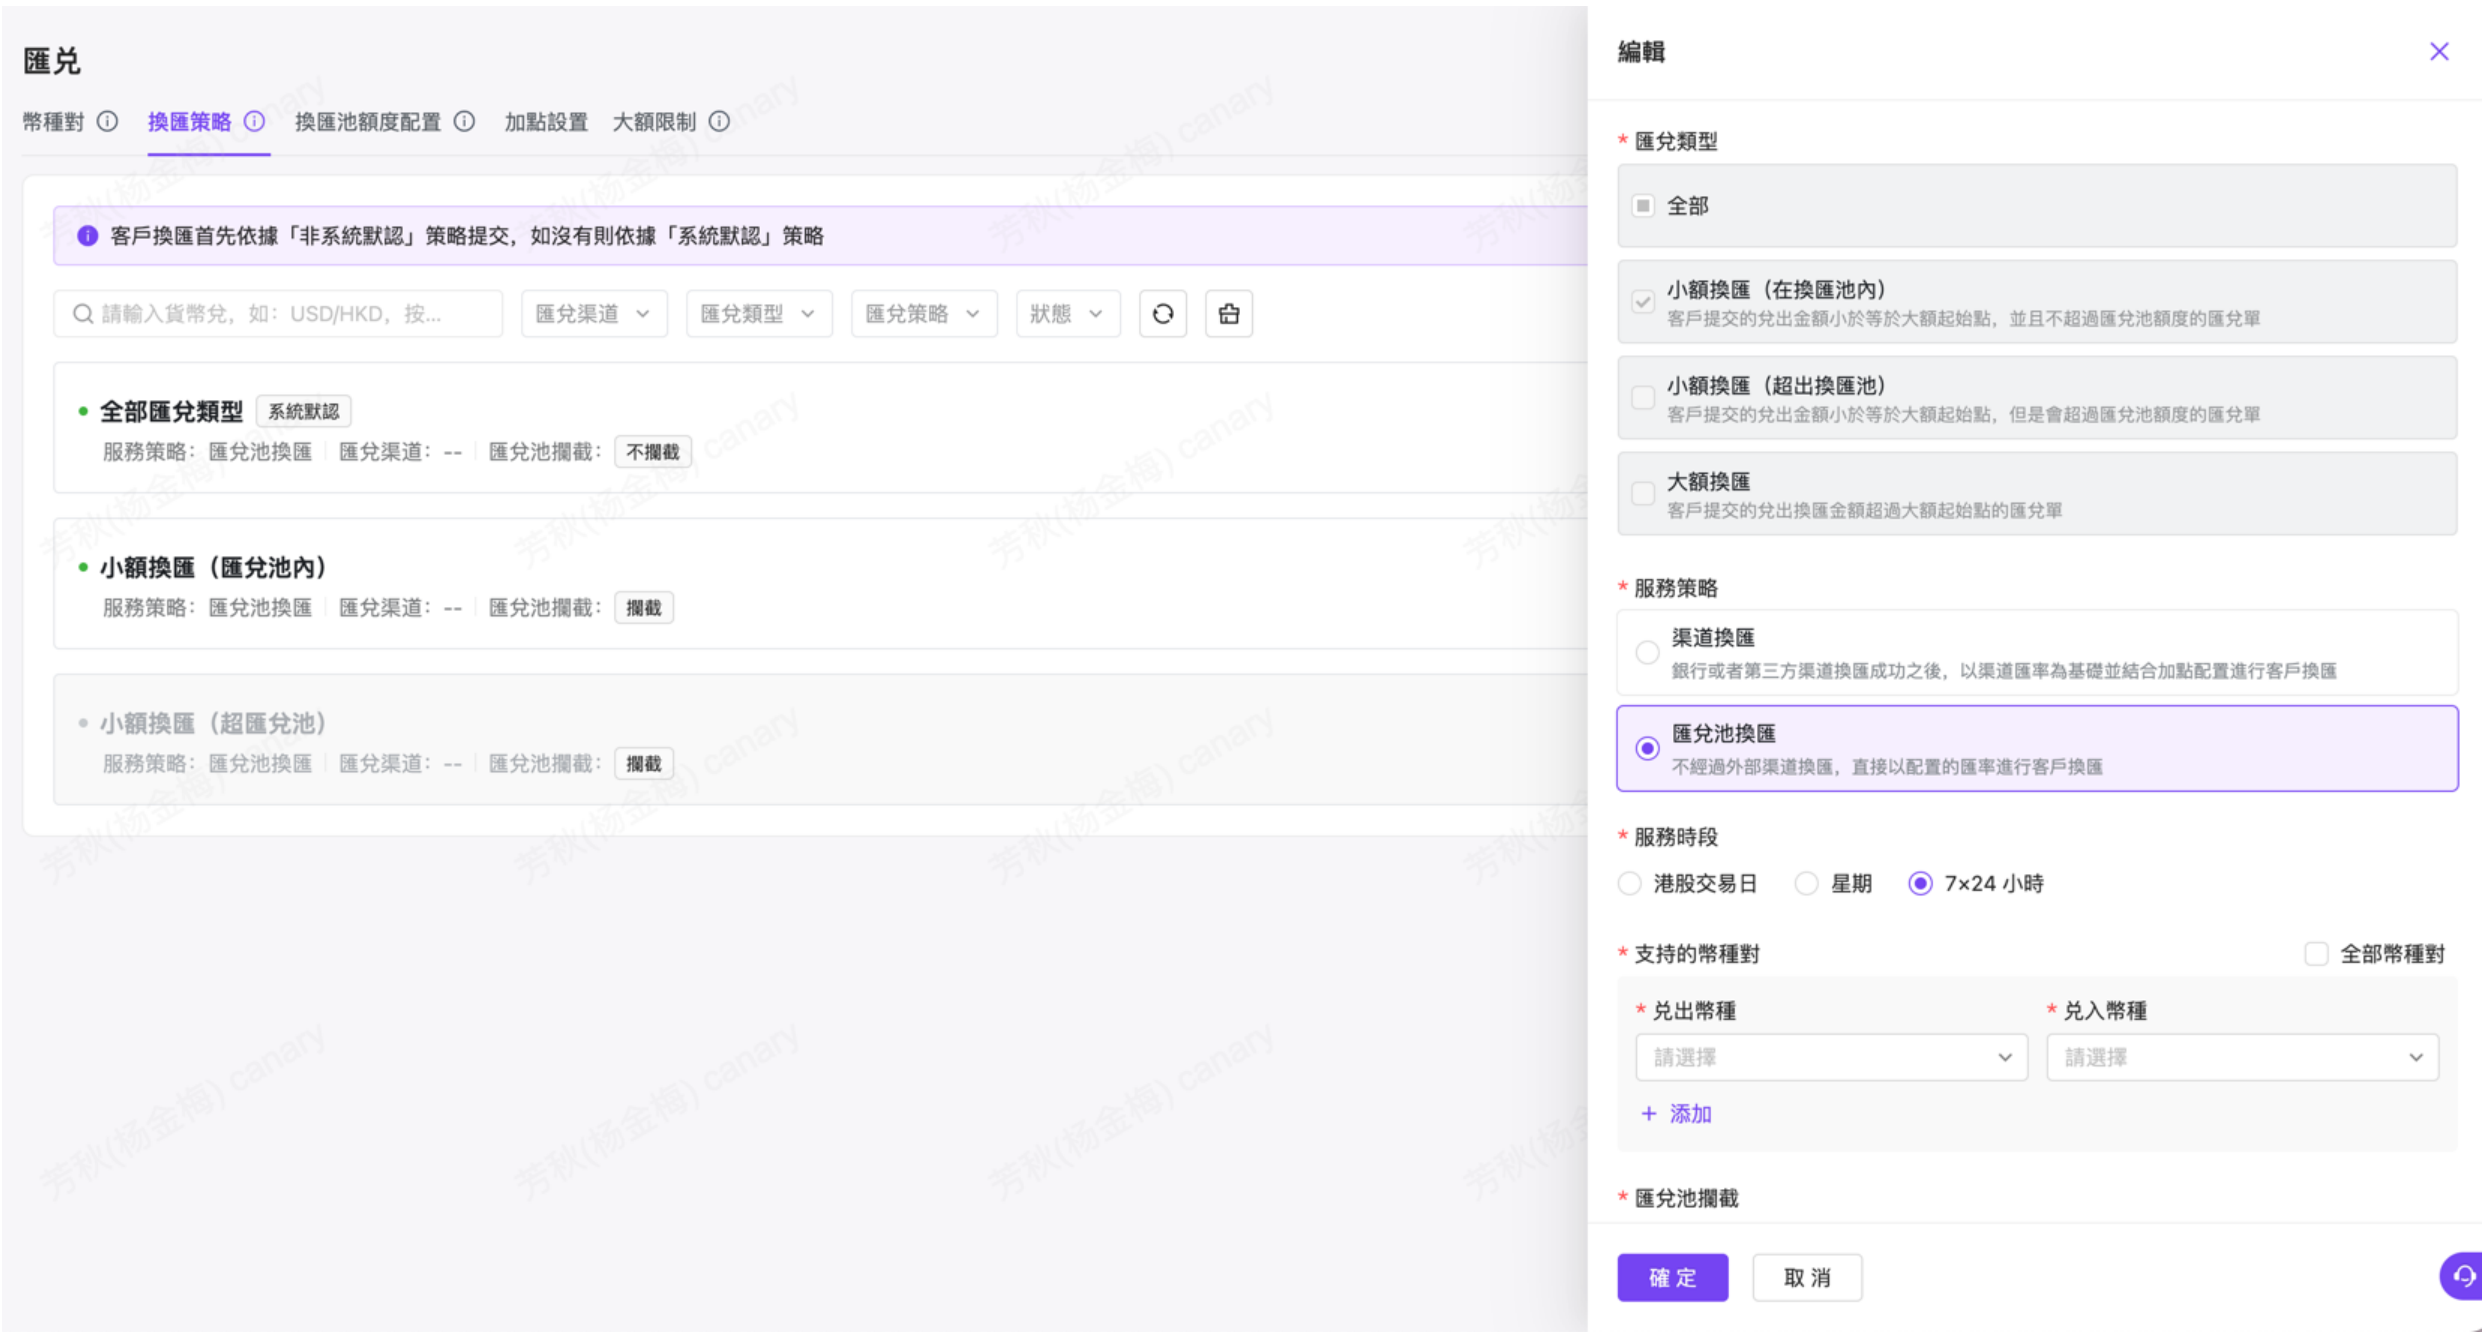 匯兑
幣種對 換匯策略 換匯池額度配置 加點設置 大額限制
客戶換匯首先依據「非系統默認」策略提交，如沒有則依據「系統默認」策略
請輸入貨幣兌，如：USD/HKD，按... 匯兌渠道 匯兌類型 匯兌策略 狀態
全部匯兌類型 系統默認
服務策略：匯兌池換匯 匯兌渠道：-- 匯兌池攔截： 不攔截
小額換匯（匯兌池內）
服務策略：匯兌池換匯 匯兌渠道：-- 匯兌池攔截： 攔截
小額換匯（超匯兌池）
服務策略：匯兌池換匯 匯兌渠道：-- 匯兌池攔截： 攔截
芳秋(杨金梅) canary
編輯
* 匯兌類型
全部
小額換匯（在換匯池內）
客戶提交的兌出金額小於等於大額起始點，並且不超過匯兌池額度的匯兌單
小額換匯（超出換匯池）
客戶提交的兌出金額小於等於大額起始點，但是會超過匯兌池額度的匯兌單
大額換匯
客戶提交的兌出換匯金額超過大額起始點的匯兌單
* 服務策略
渠道換匯
銀行或者第三方渠道換匯成功之後，以渠道匯率為基礎並結合加點配置進行客戶換匯
匯兌池換匯
不經過外部渠道換匯，直接以配置的匯率進行客戶換匯
* 服務時段
港股交易日 星期 7×24 小時
* 支持的幣種對 全部幣種對
* 兑出幣種 * 兑入幣種
請選擇 請選擇
+ 添加
* 匯兌池攔截
確 定 取 消